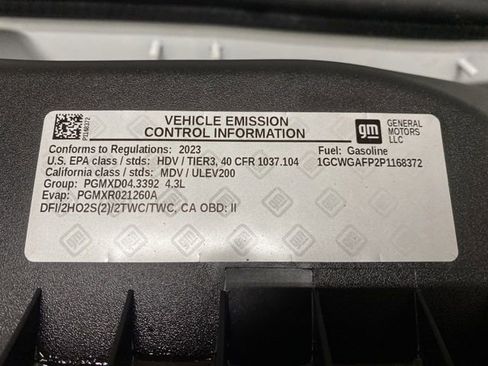 P1168372
VEHICLE EMISSION
CONTROL INFORMATION
gm
GENERAL
MOTORS
LLC
Conforms to Regulations: 2023
Fuel: Gasoline
U.S. EPA class / stds: HDV / TIER3, 40 CFR 1037.104
1GCWGAFP2P1168372
California class / stds: MDV / ULEV200
Group: PGMXD04.3392 4.3L
Evap: PGMXR021260A
DFI/2HO2S(2)/2TWC/TWC, CA OBD: II